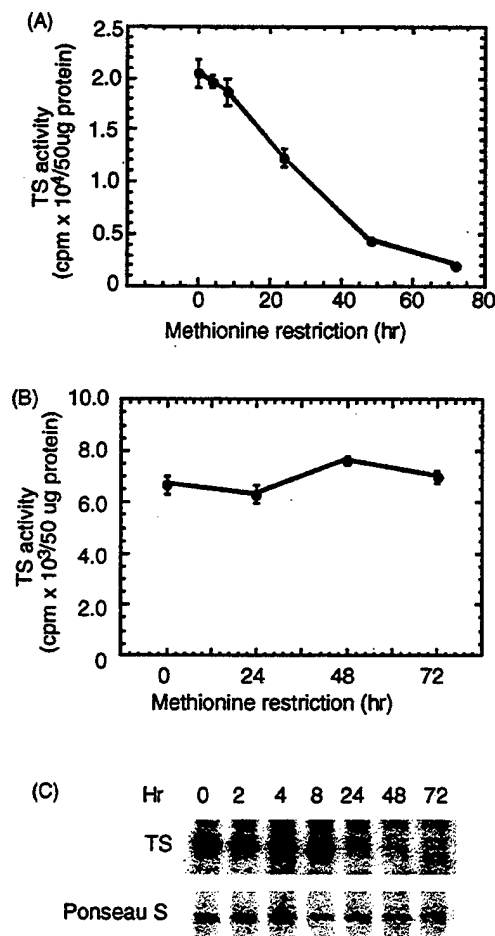 (A)
2.5
2.0
1.5
1.0
0.5
0
TS activity
(cpm x 10⁴/50ug protein)
0 20 40 60 80
Methionine restriction (hr)
(B)
10.0
8.0
6.0
4.0
2.0
0
TS activity
(cpm x 10³/50 ug protein)
0 24 48 72
Methionine restriction (hr)
(C) Hr 0 2 4 8 24 48 72
TS
Ponseau S